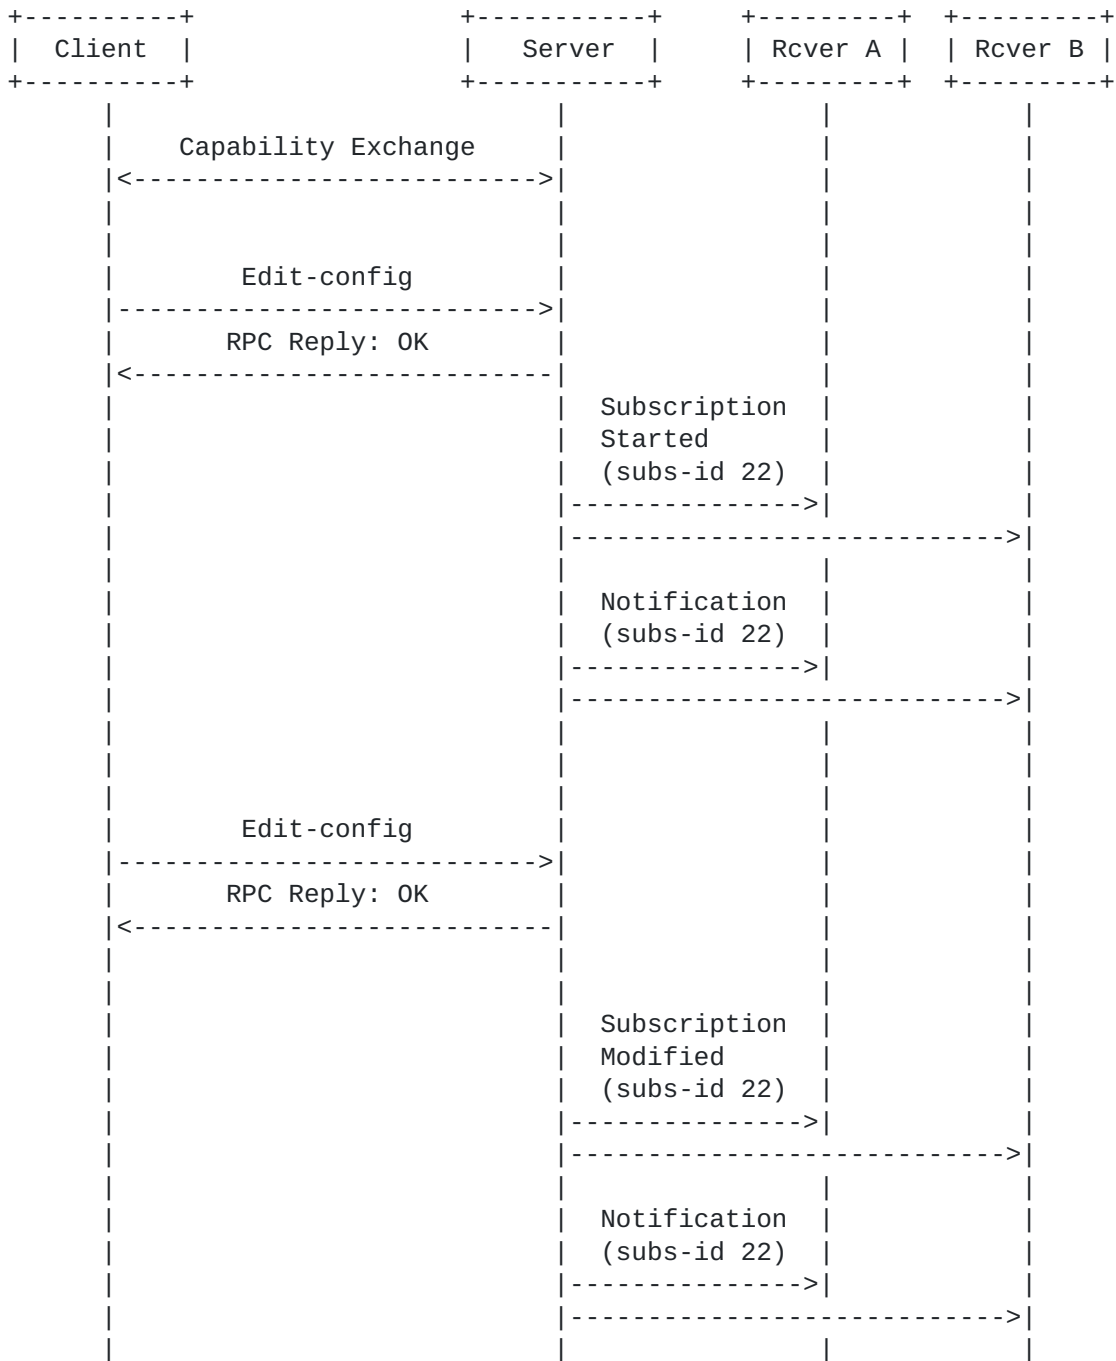 Client Server Rcver A Rcver B
Capability Exchange
Edit-config
RPC Reply: OK
Subscription
Started
(subs-id 22)
Notification
(subs-id 22)
Edit-config
RPC Reply: OK
Subscription
Modified
(subs-id 22)
Notification
(subs-id 22)